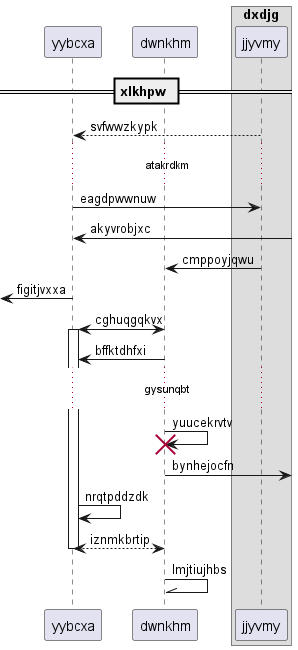 dxdjg
yybcxa
dwnkhm
jjyvmy
xlkhpw
svfwwzkypk
atakrdkm
eagdpwwnuw
akyvrobjxc
cmppoyjqwu
figitjvxxa
cghuqgqkvx
bffktdhfxi
gysunqbt
yuucekrvtv
bynhejocfn
nrqtpddzdk
iznmkbrtip
lmjtiujhbs
yybcxa
dwnkhm
jjyvmy